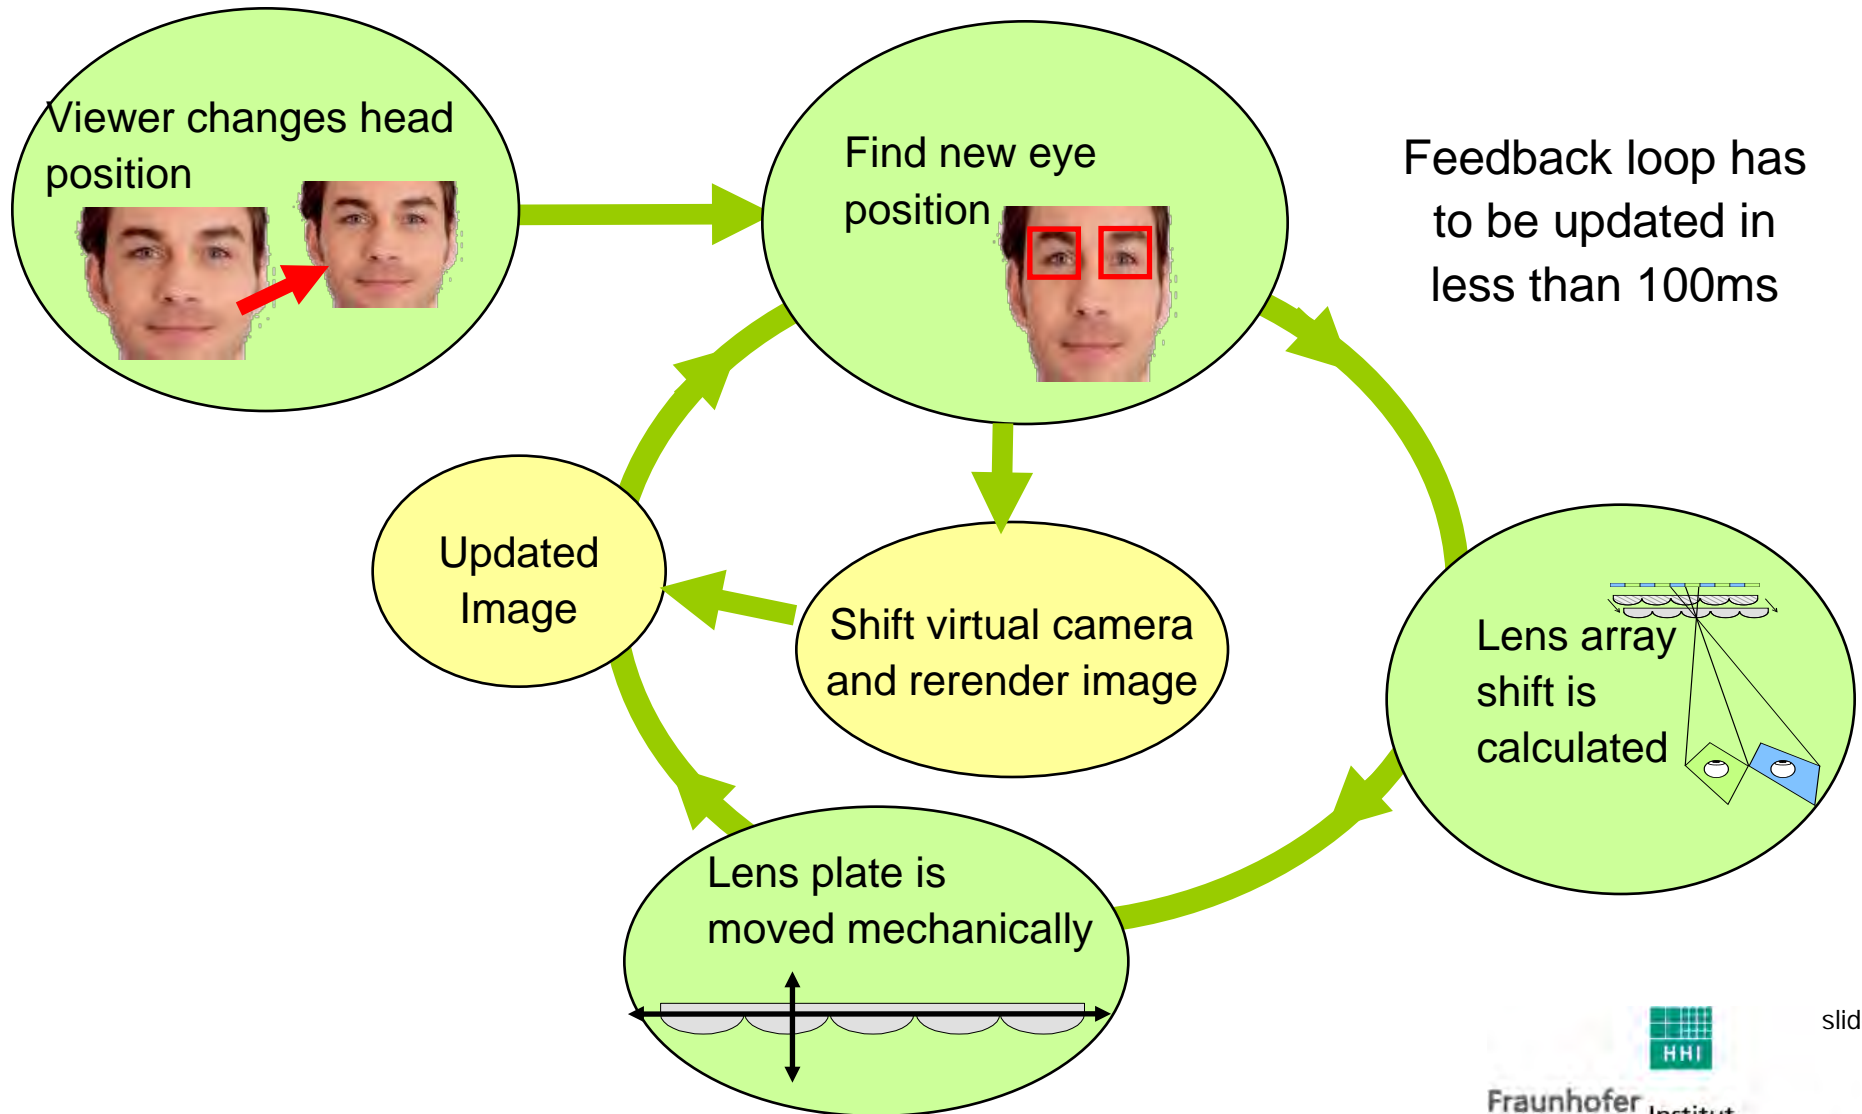 Viewer changes head
position
Find new eye
position
Feedback loop has
to be updated in
less than 100ms
Updated
Image
Shift virtual camera
and rerender image
Lens array
shift is
calculated
Lens plate is
moved mechanically
HHI
slid
Fraunhofer Institut